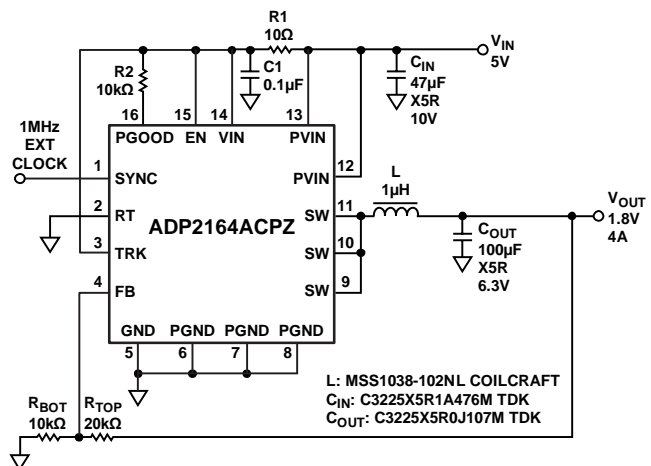 R1
10Ω
VIN
5V
R2
10kΩ
C1
0.1µF
CIN
47µF
X5R
10V
16
15
14
13
PGOOD
EN
VIN
PVIN
1MHz
EXT
CLOCK
1
SYNC
PVIN
12
2
RT
ADP2164ACPZ
SW
11
L
1µH
VOUT
1.8V
4A
3
TRK
SW
10
COUT
100µF
X5R
6.3V
4
FB
SW
9
GND
PGND
PGND
PGND
5
6
7
8
L: MSS1038-102NL COILCRAFT
CIN: C3225X5R1A476M TDK
COUT: C3225X5R0J107M TDK
RBOT
10kΩ
RTOP
20kΩ